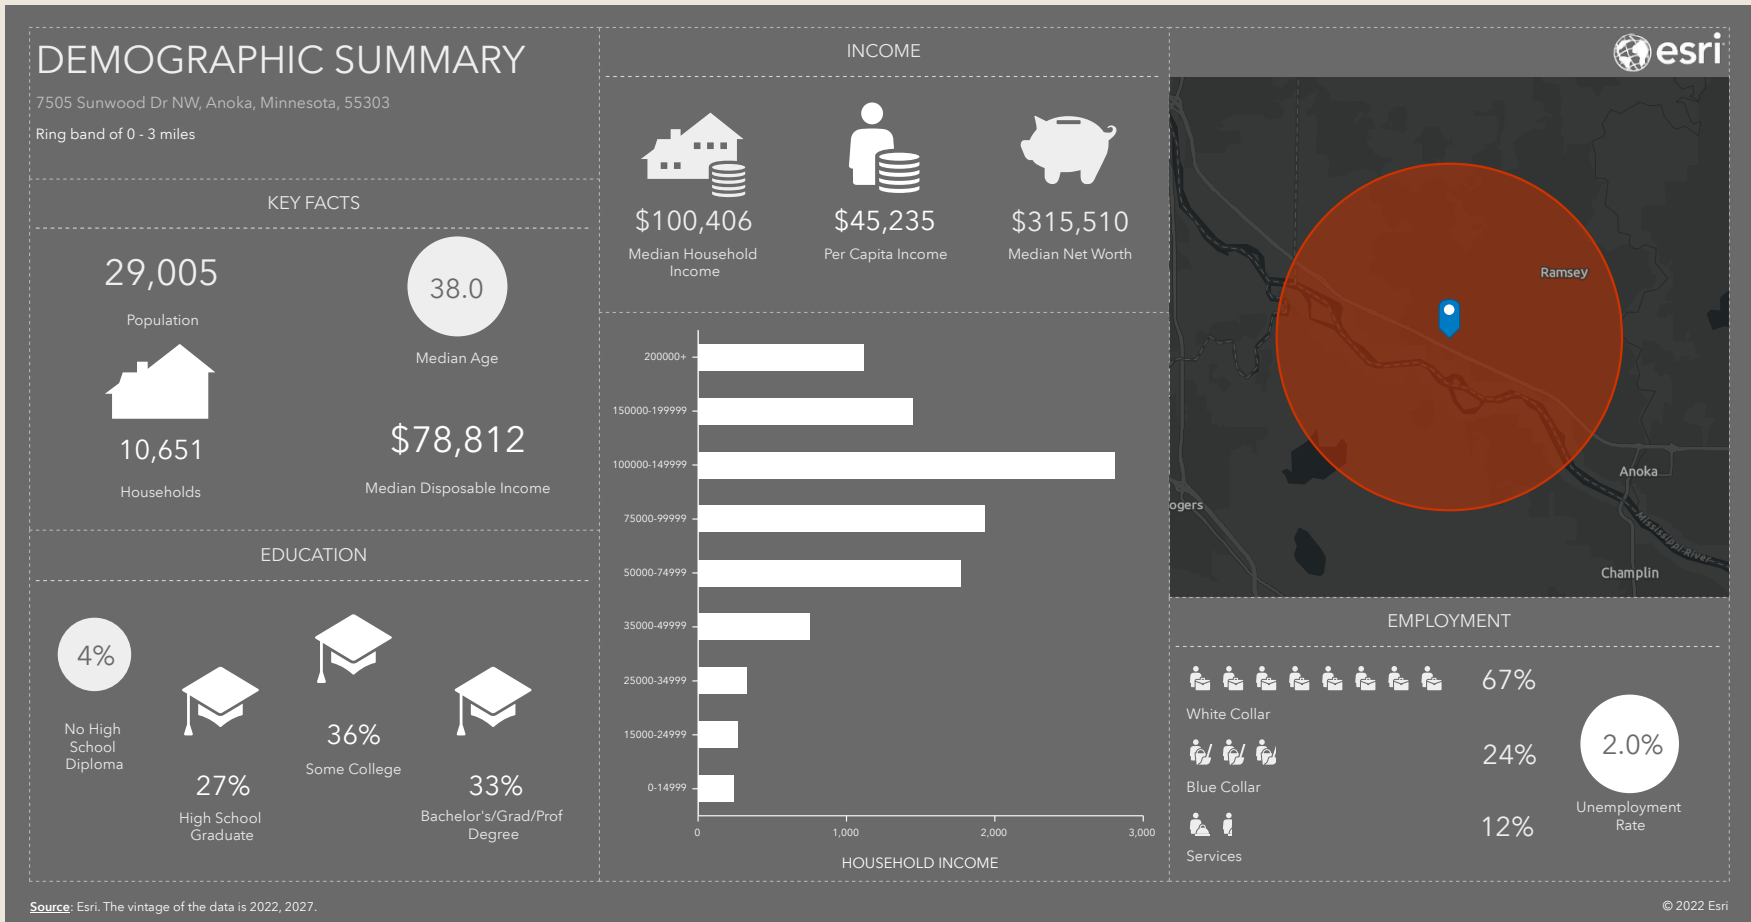 DEMOGRAPHIC SUMMARY
7505 Sunwood Dr NW, Anoka, Minnesota, 55303
Ring band of 0 - 3 miles
KEY FACTS
29,005
Population
38.0
Median Age
10,651
Households
$78,812
Median Disposable Income
EDUCATION
4%
No High
School
Diploma
27%
High School
Graduate
36%
Some College
33%
Bachelor's/Grad/Prof
Degree
INCOME
$100,406
Median Household
Income
$45,235
Per Capita Income
$315,510
Median Net Worth
200000+
150000-199999
100000-149999
75000-99999
50000-74999
35000-49999
25000-34999
15000-24999
0-14999
0 1,000 2,000 3,000
HOUSEHOLD INCOME
esri
Ramsey
Anoka
ogers
Mississippi River
Champlin
EMPLOYMENT
67%
White Collar
24%
Blue Collar
12%
Services
2.0%
Unemployment
Rate
Source: Esri. The vintage of the data is 2022, 2027.
© 2022 Esri